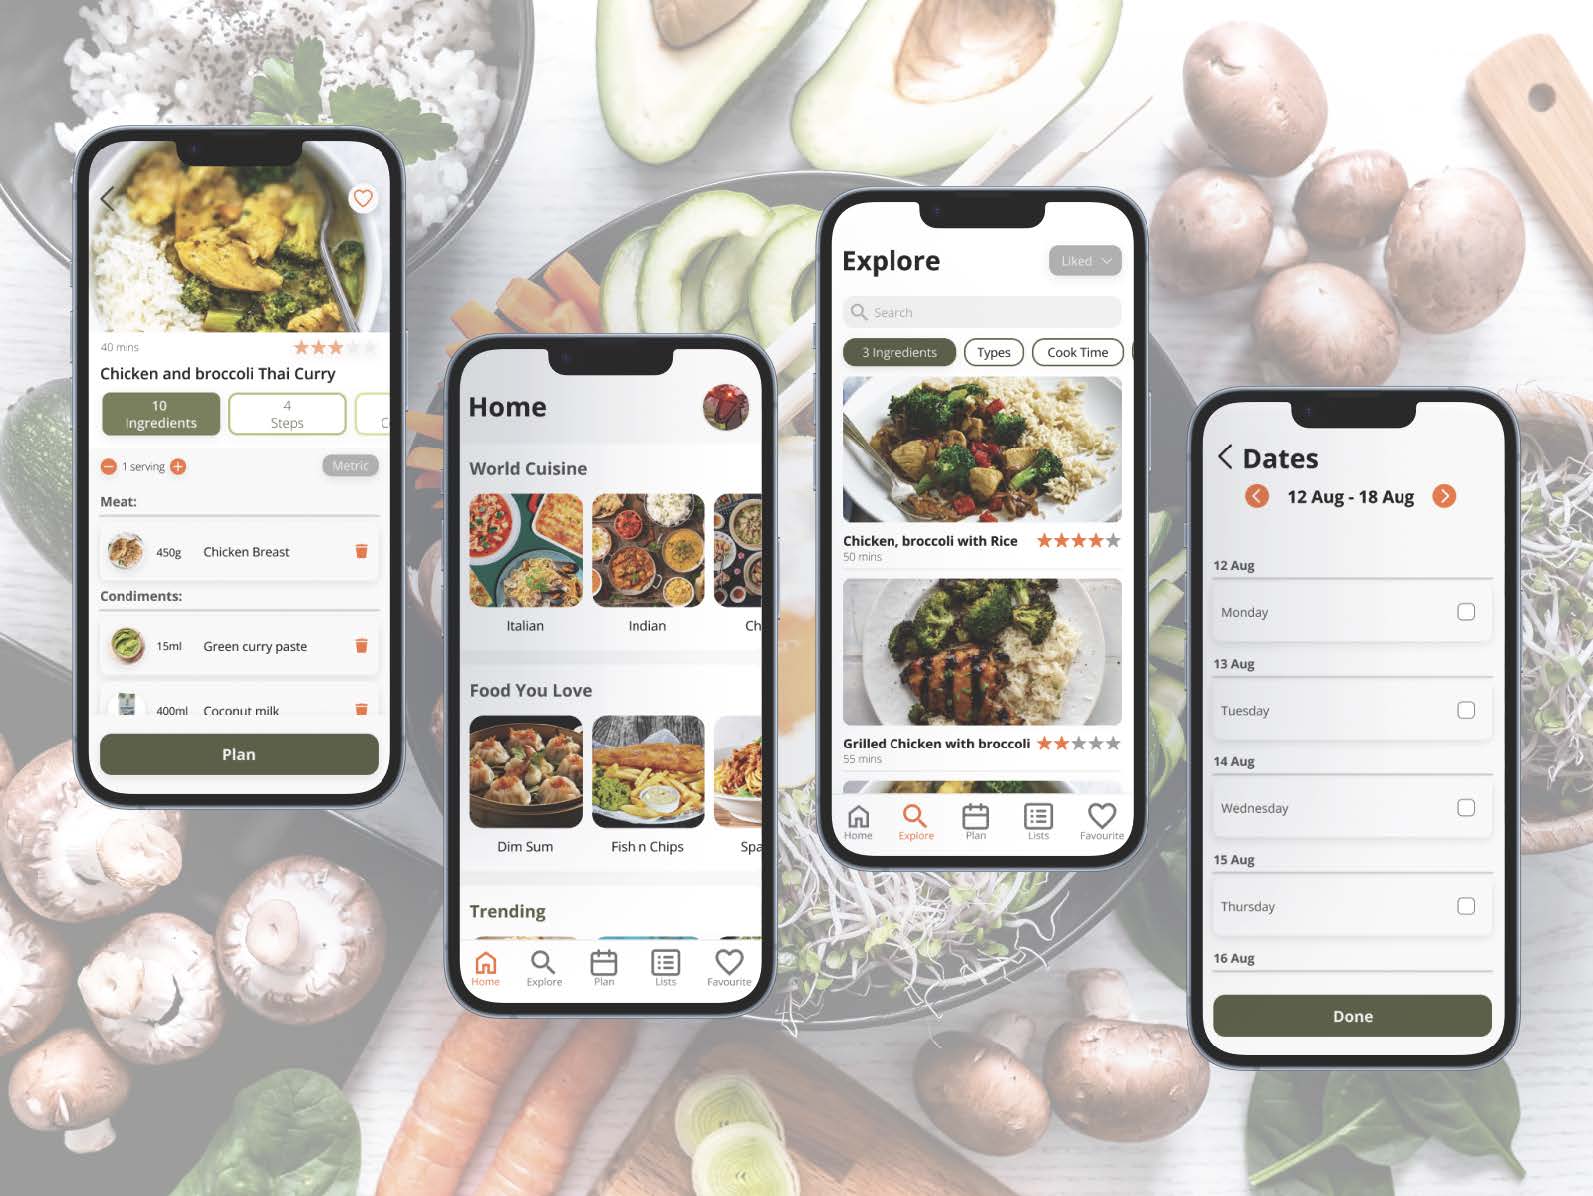 40 mins
Chicken and broccoli Thai Curry
10
Ingredients
4
Steps
1 serving
Metric
Meat:
450g Chicken Breast
Condiments:
15ml Green curry paste
400ml Coconut milk
Plan
Home
World Cuisine
Italian Indian
Food You Love
Dim Sum Fish n Chips
Trending
Home Explore Plan Lists Favourite
Explore
Liked
Search
3 Ingredients Types Cook Time
Chicken, broccoli with Rice
50 mins
Grilled Chicken with broccoli
55 mins
Home Explore Plan Lists Favourite
Dates
12 Aug - 18 Aug
12 Aug
Monday
13 Aug
Tuesday
14 Aug
Wednesday
15 Aug
Thursday
16 Aug
Done